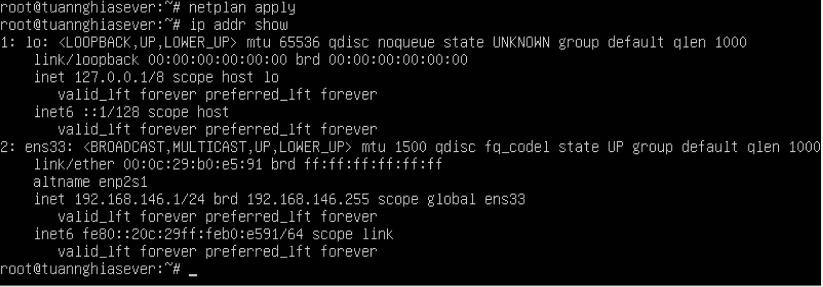 root@tuannghiasever:~# netplan apply
root@tuannghiasever:~# ip addr show
1: lo: <LOOPBACK,UP,LOWER_UP> mtu 65536 qdisc noqueue state UNKNOWN group default qlen 1000
    link/loopback 00:00:00:00:00:00 brd 00:00:00:00:00:00
    inet 127.0.0.1/8 scope host lo
       valid_lft forever preferred_lft forever
    inet6 ::1/128 scope host
       valid_lft forever preferred_lft forever
2: ens33: <BROADCAST,MULTICAST,UP,LOWER_UP> mtu 1500 qdisc fq_codel state UP group default qlen 1000
    link/ether 00:0c:29:b0:e5:91 brd ff:ff:ff:ff:ff:ff
    altname enp2s1
    inet 192.168.146.1/24 brd 192.168.146.255 scope global ens33
       valid_lft forever preferred_lft forever
    inet6 fe80::20c:29ff:feb0:e591/64 scope link
       valid_lft forever preferred_lft forever
root@tuannghiasever:~# _